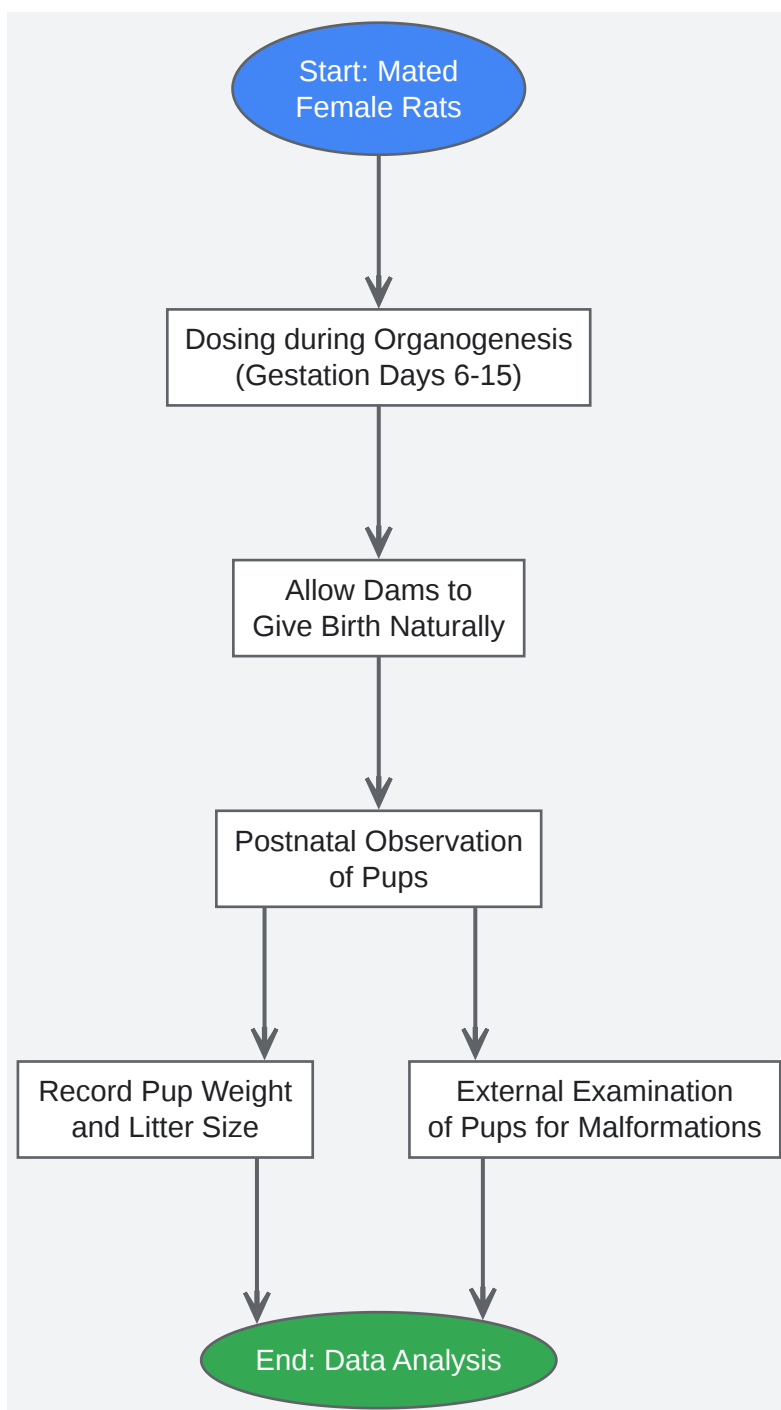 Start: Mated
Female Rats
Dosing during Organogenesis
(Gestation Days 6-15)
Allow Dams to
Give Birth Naturally
Postnatal Observation
of Pups
Record Pup Weight
and Litter Size
External Examination
of Pups for Malformations
End: Data Analysis